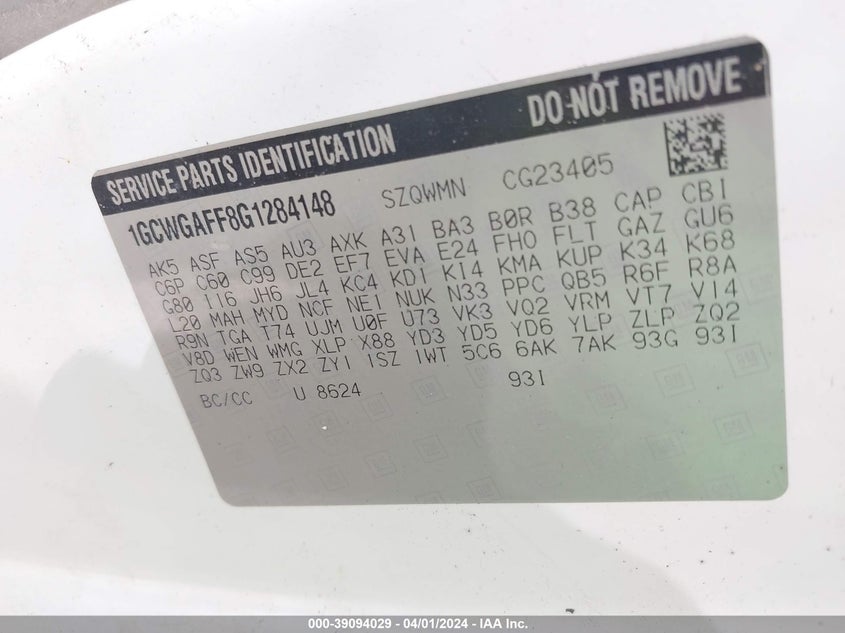 SERVICE PARTS IDENTIFICATION DO NOT REMOVE
1GCWGAFF8G1284148 SZQWMN CG23405
AK5 ASF AS5 AU3 AXK A31 BA3 B0R B38 CAP CB1
C6P C60 C99 DE2 EF7 EVA E24 FHO FLT GAZ GU6
G80 I16 JH6 JL4 KC4 KD1 K14 KMA KUP K34 K68
L20 MAH MYD NCF NE1 NUK N33 PPC QB5 R6F R8A
R9N TGA T74 UJM U0F U73 VK3 VQ2 VRM VT7 V14
V8D WEN WMG XLP X88 YD3 YD5 YD6 YLP ZLP ZQ2
ZQ3 ZW9 ZX2 ZY1 1SZ 1WT 5C6 6AK 7AK 93G 93I
BC/CC U 8624 93I
000-39094029 - 04/01/2024 - IAA Inc.